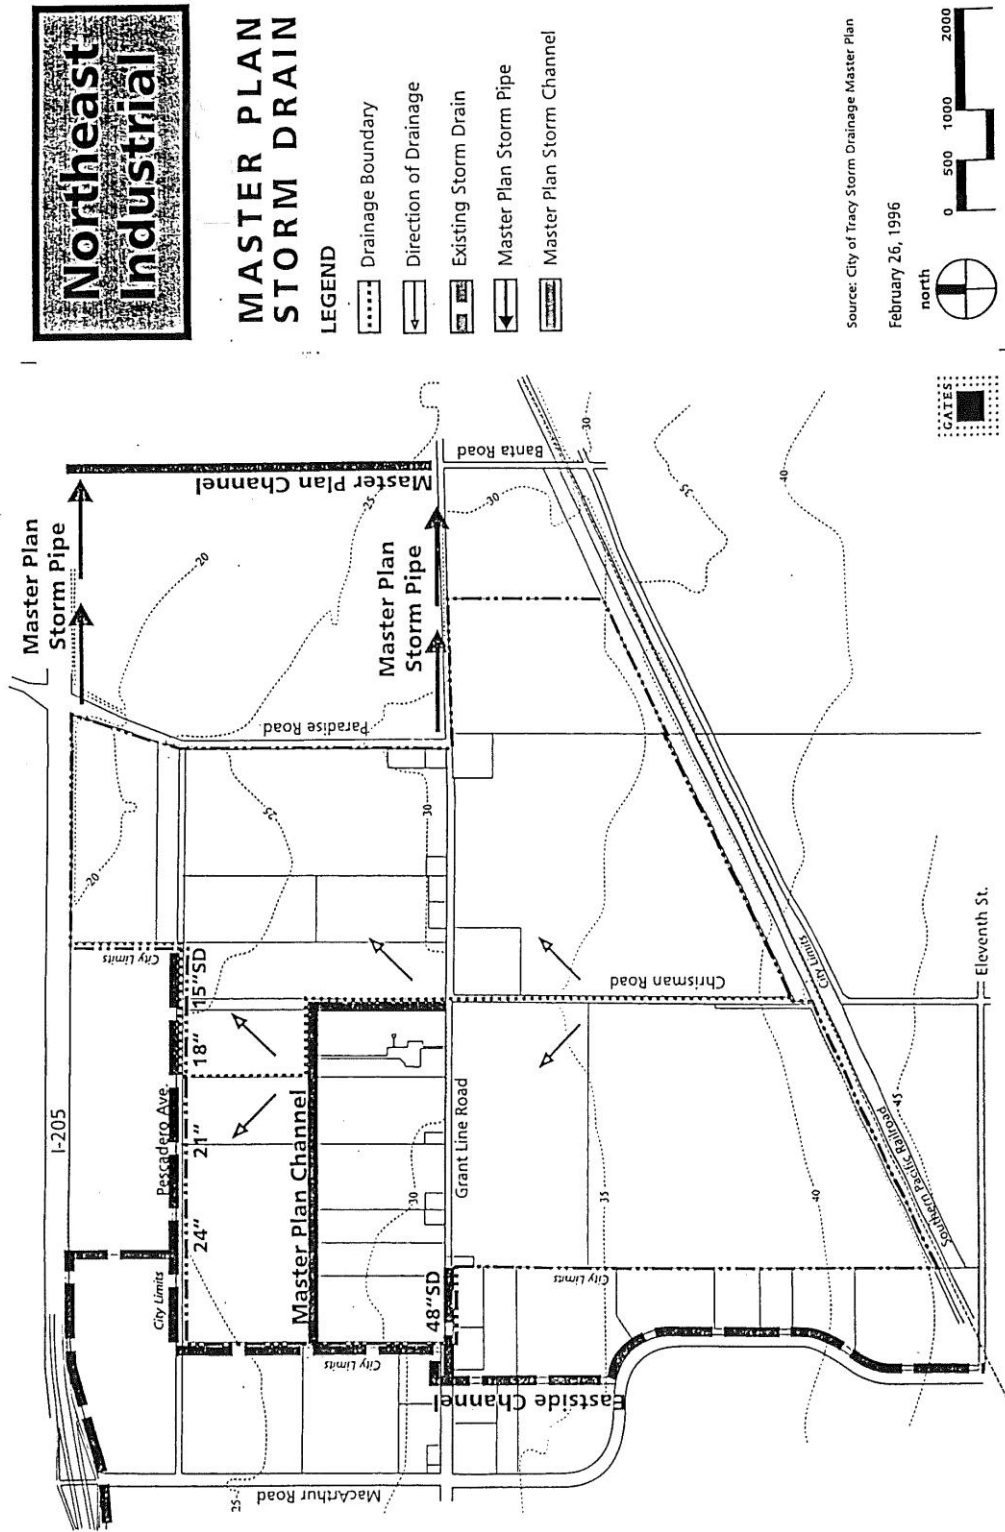 Northeast
Industrial
MASTER PLAN
STORM DRAIN
LEGEND
Drainage Boundary
Direction of Drainage
Existing Storm Drain
Master Plan Storm Pipe
Master Plan Storm Channel
Source: City of Tracy Storm Drainage Master Plan
February 26, 1996
north
0 500 1000 2000
GATES
I-205
Master Plan
Storm Pipe
Master Plan Channel
Master Plan
Storm Pipe
Banta Road
Paradise Road
20
25
30
30
35
40
20
25
30
City Limits
15"SD
18"
21"
24"
Pescadero Ave.
City Limits
Master Plan Channel
Grant Line Road
48"SD
City Limits
City Limits
Eastside Channel
MacArthur Road
Chrisman Road
City Limits
Southern Pacific Railroad
Eleventh St.
25
30
35
40
45